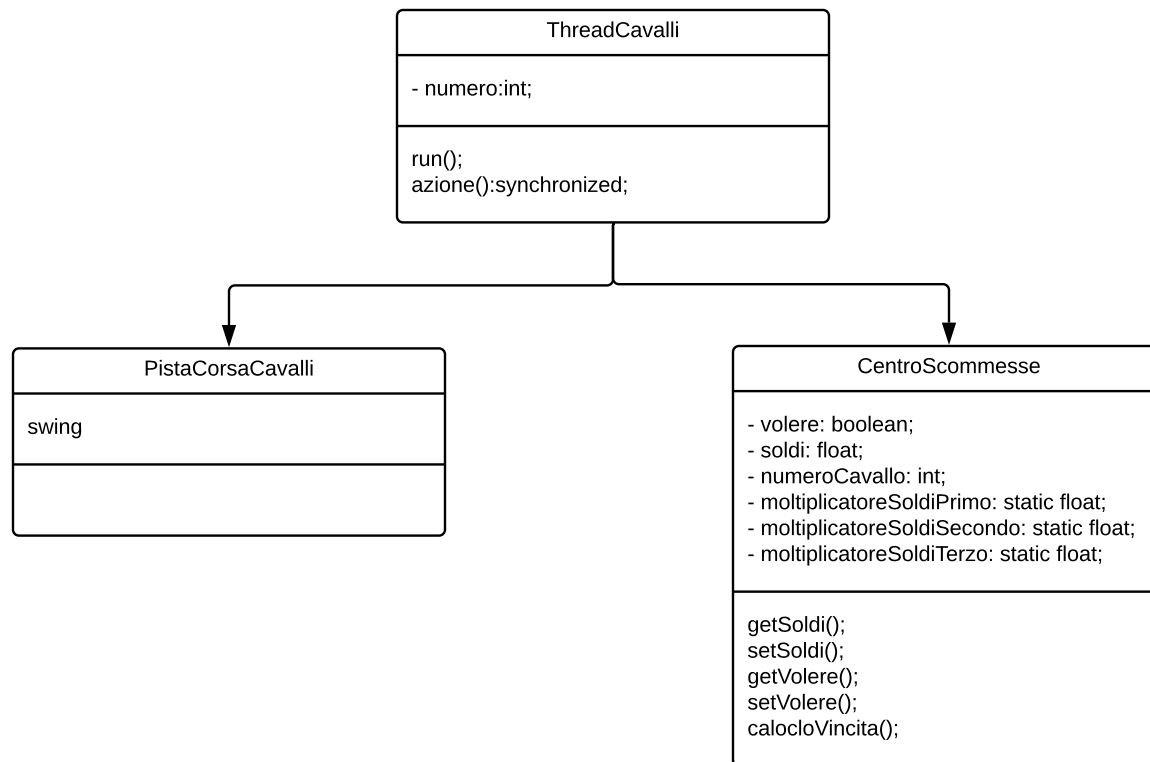 ThreadCavalli
- numero:int;
run();
azione():synchronized;
PistaCorsaCavalli
swing
CentroScommesse
- volere: boolean;
- soldi: float;
- numeroCavallo: int;
- moltiplicatoreSoldiPrimo: static float;
- moltiplicatoreSoldiSecondo: static float;
- moltiplicatoreSoldiTerzo: static float;
getSoldi();
setSoldi();
getVolere();
setVolere();
calocloVincita();